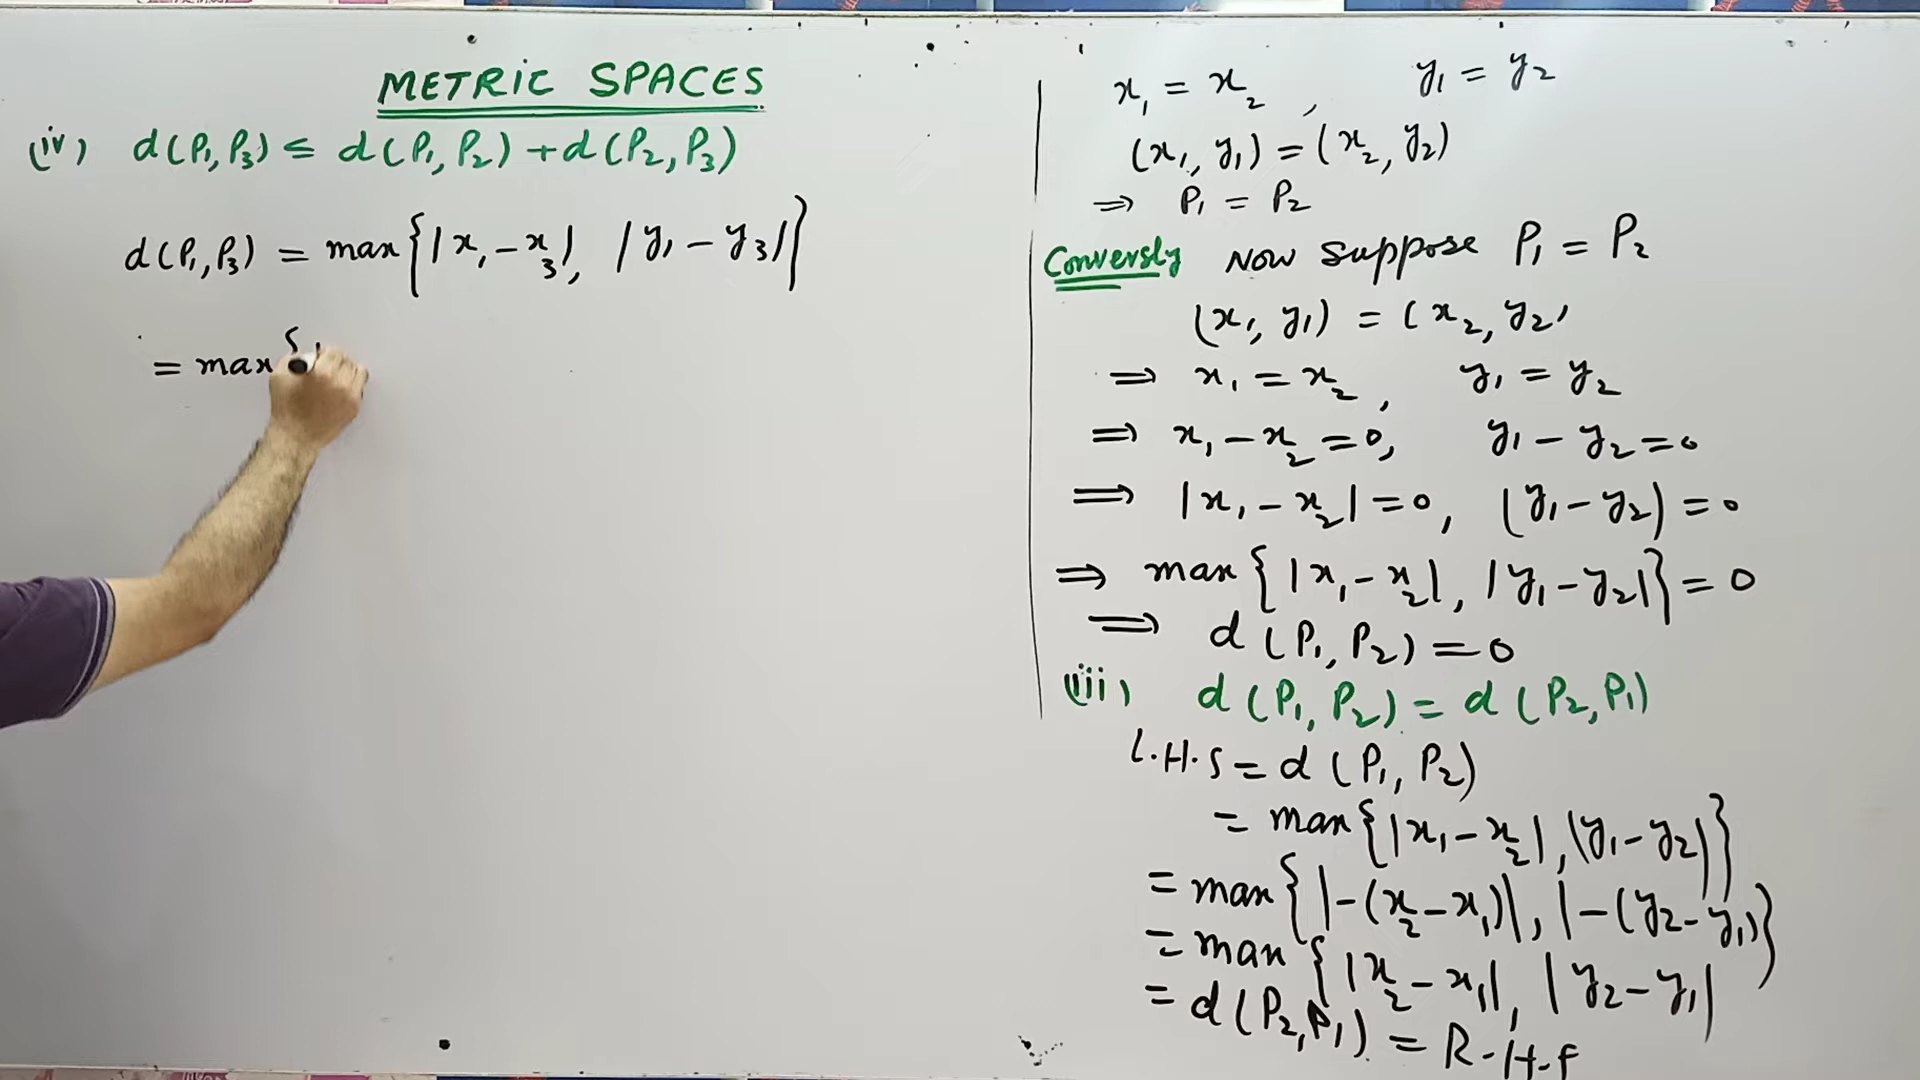 METRIC SPACES
(iv) d(P₁, P₃) ≤ d(P₁, P₂) + d(P₂, P₃)
d(P₁, P₃) = max{|x₁ - x₃|, |y₁ - y₃|}
= max{|
x₁ = x₂, y₁ = y₂
(x₁, y₁) = (x₂, y₂)
⇒ P₁ = P₂
Conversly Now suppose P₁ = P₂
(x₁, y₁) = (x₂, y₂)
⇒ x₁ = x₂, y₁ = y₂
⇒ x₁ - x₂ = 0, y₁ - y₂ = 0
⇒ |x₁ - x₂| = 0, |y₁ - y₂| = 0
⇒ max{|x₁ - x₂|, |y₁ - y₂|} = 0
⇒ d(P₁, P₂) = 0
(iii) d(P₁, P₂) = d(P₂, P₁)
L.H.S = d(P₁, P₂)
= max{|x₁ - x₂|, |y₁ - y₂|}
= max{|-(x₂ - x₁)|, |-(y₂ - y₁)}
= max{|x₂ - x₁|, |y₂ - y₁|
= d(P₂, P₁) = R.H.S